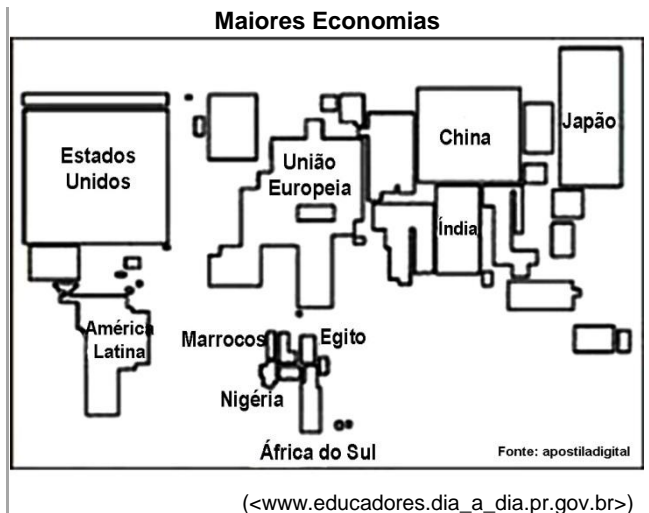 Maiores Economias
Estados
Unidos
União
Europeia
China
Japão
Índia
América
Latina
Marrocos
Egito
Nigéria
África do Sul
Fonte: apostiladigital
(<www.educadores.dia_a_dia.pr.gov.br>)